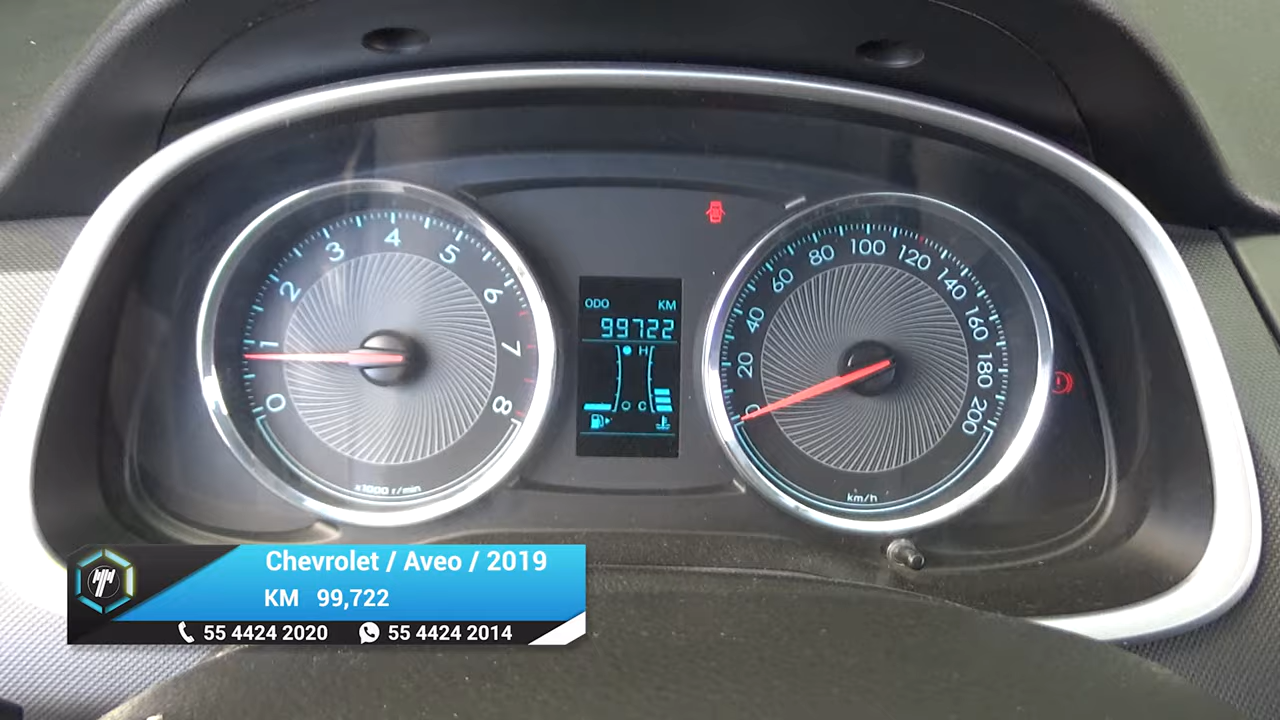 0 1 2 3 4 5 6 7 8
x1000 r/min
ODO KM
99722
H
C
0 20 40 60 80 100 120 140 160 180 200
km/h
Chevrolet / Aveo / 2019
KM 99,722
55 4424 2020 55 4424 2014